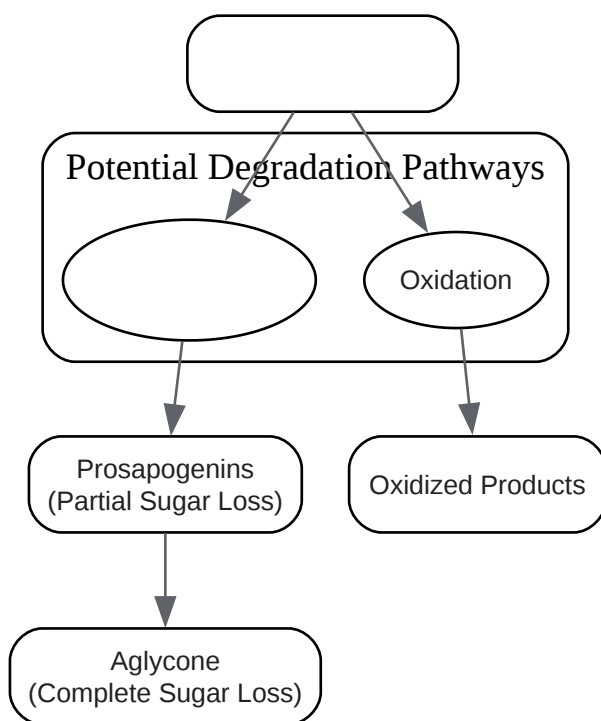 Potential Degradation Pathways
Oxidation
Prosapogenins
(Partial Sugar Loss)
Oxidized Products
Aglycone
(Complete Sugar Loss)